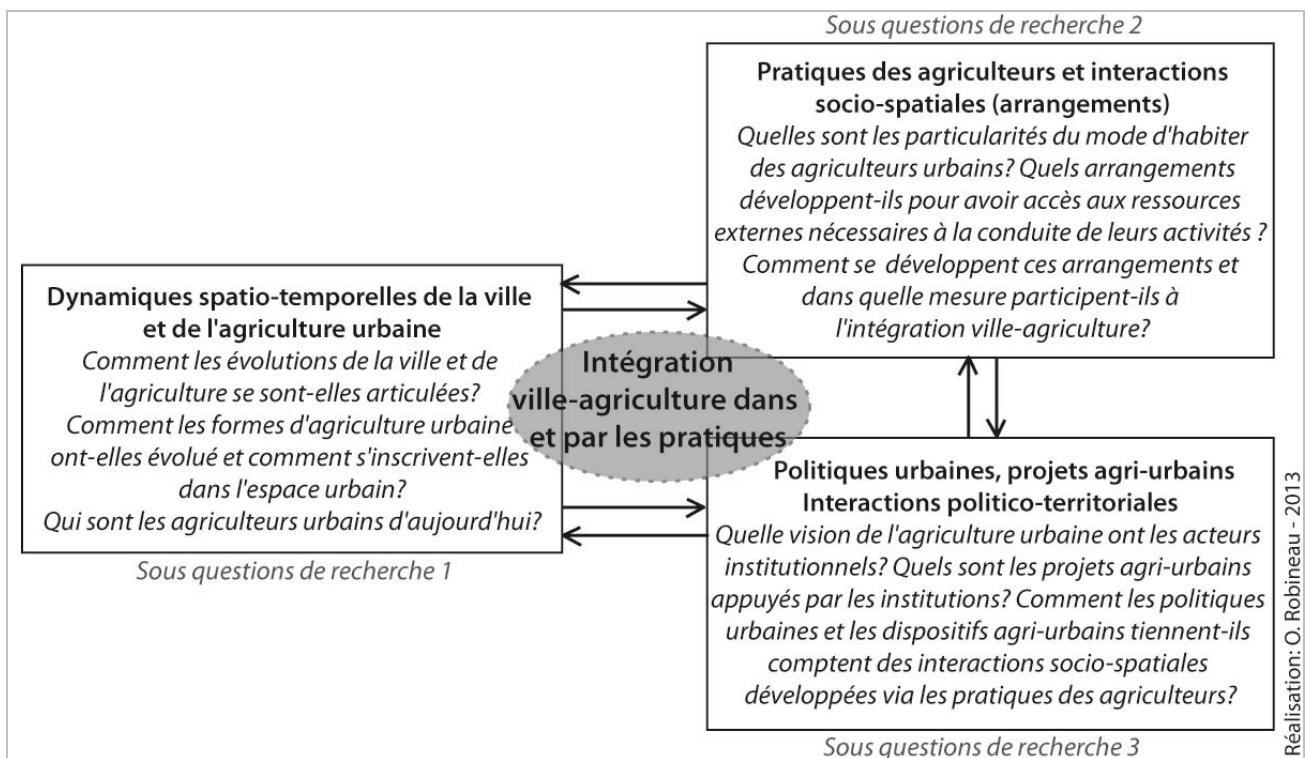 Sous questions de recherche 2
Pratiques des agriculteurs et interactions
socio-spatiales (arrangements)
Quelles sont les particularités du mode d'habiter
des agriculteurs urbains? Quels arrangements
développent-ils pour avoir accès aux ressources
externes nécessaires à la conduite de leurs activités ?
Comment se développent ces arrangements et
dans quelle mesure participent-ils à
l'intégration ville-agriculture?
Dynamiques spatio-temporelles de la ville
et de l'agriculture urbaine
Comment les évolutions de la ville et de
l'agriculture se sont-elles articulées?
Comment les formes d'agriculture urbaine
ont-elles évolué et comment s'inscrivent-elles
dans l'espace urbain?
Qui sont les agriculteurs urbains d'aujourd'hui?
Sous questions de recherche 1
Intégration
ville-agriculture dans
et par les pratiques
Politiques urbaines, projets agri-urbains
Interactions politico-territoriales
Quelle vision de l'agriculture urbaine ont les acteurs
institutionnels? Quels sont les projets agri-urbains
appuyés par les institutions? Comment les politiques
urbaines et les dispositifs agri-urbains tiennent-ils
comptent des interactions socio-spatiales
développées via les pratiques des agriculteurs?
Sous questions de recherche 3
Réalisation: O. Robineau - 2013